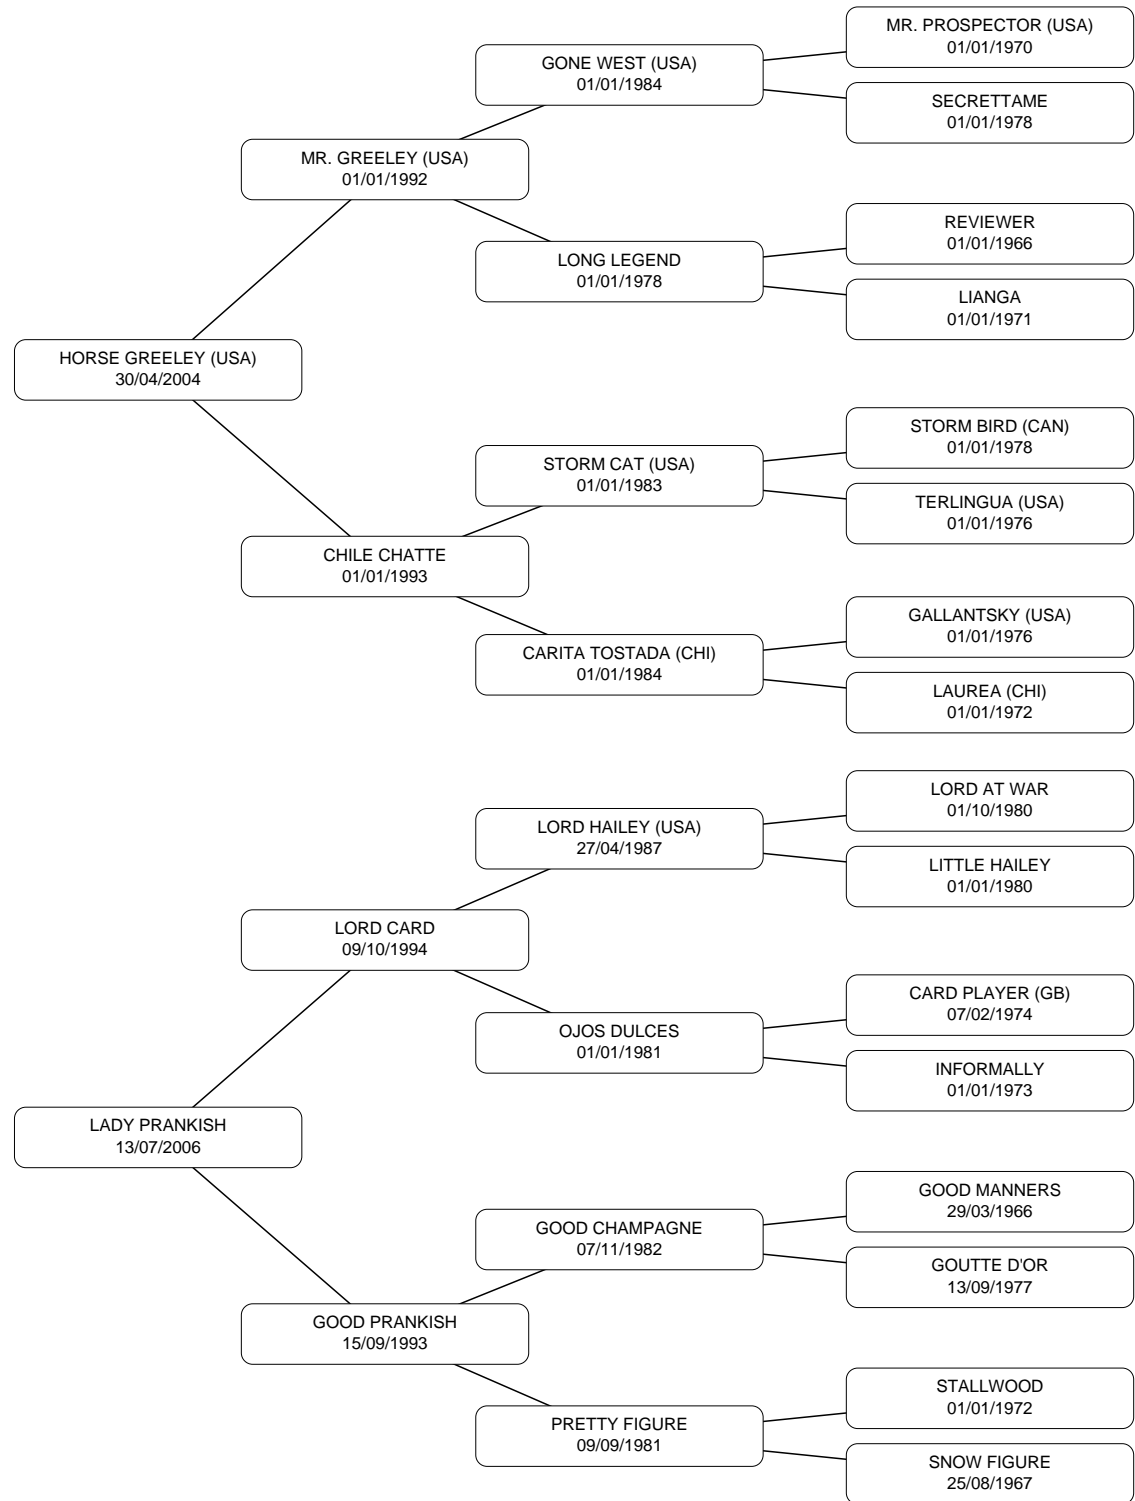 MR. PROSPECTOR (USA)
01/01/1970
GONE WEST (USA)
01/01/1984
SECRETTAME
01/01/1978
MR. GREELEY (USA)
01/01/1992
REVIEWER
01/01/1966
LONG LEGEND
01/01/1978
LIANGA
01/01/1971
HORSE GREELEY (USA)
30/04/2004
STORM BIRD (CAN)
01/01/1978
STORM CAT (USA)
01/01/1983
TERLINGUA (USA)
01/01/1976
CHILE CHATTE
01/01/1993
GALLANTSKY (USA)
01/01/1976
CARITA TOSTADA (CHI)
01/01/1984
LAUREA (CHI)
01/01/1972
LORD AT WAR
01/10/1980
LORD HAILEY (USA)
27/04/1987
LITTLE HAILEY
01/01/1980
LORD CARD
09/10/1994
CARD PLAYER (GB)
07/02/1974
OJOS DULCES
01/01/1981
INFORMALLY
01/01/1973
LADY PRANKISH
13/07/2006
GOOD MANNERS
29/03/1966
GOOD CHAMPAGNE
07/11/1982
GOUTTE D'OR
13/09/1977
GOOD PRANKISH
15/09/1993
STALLWOOD
01/01/1972
PRETTY FIGURE
09/09/1981
SNOW FIGURE
25/08/1967